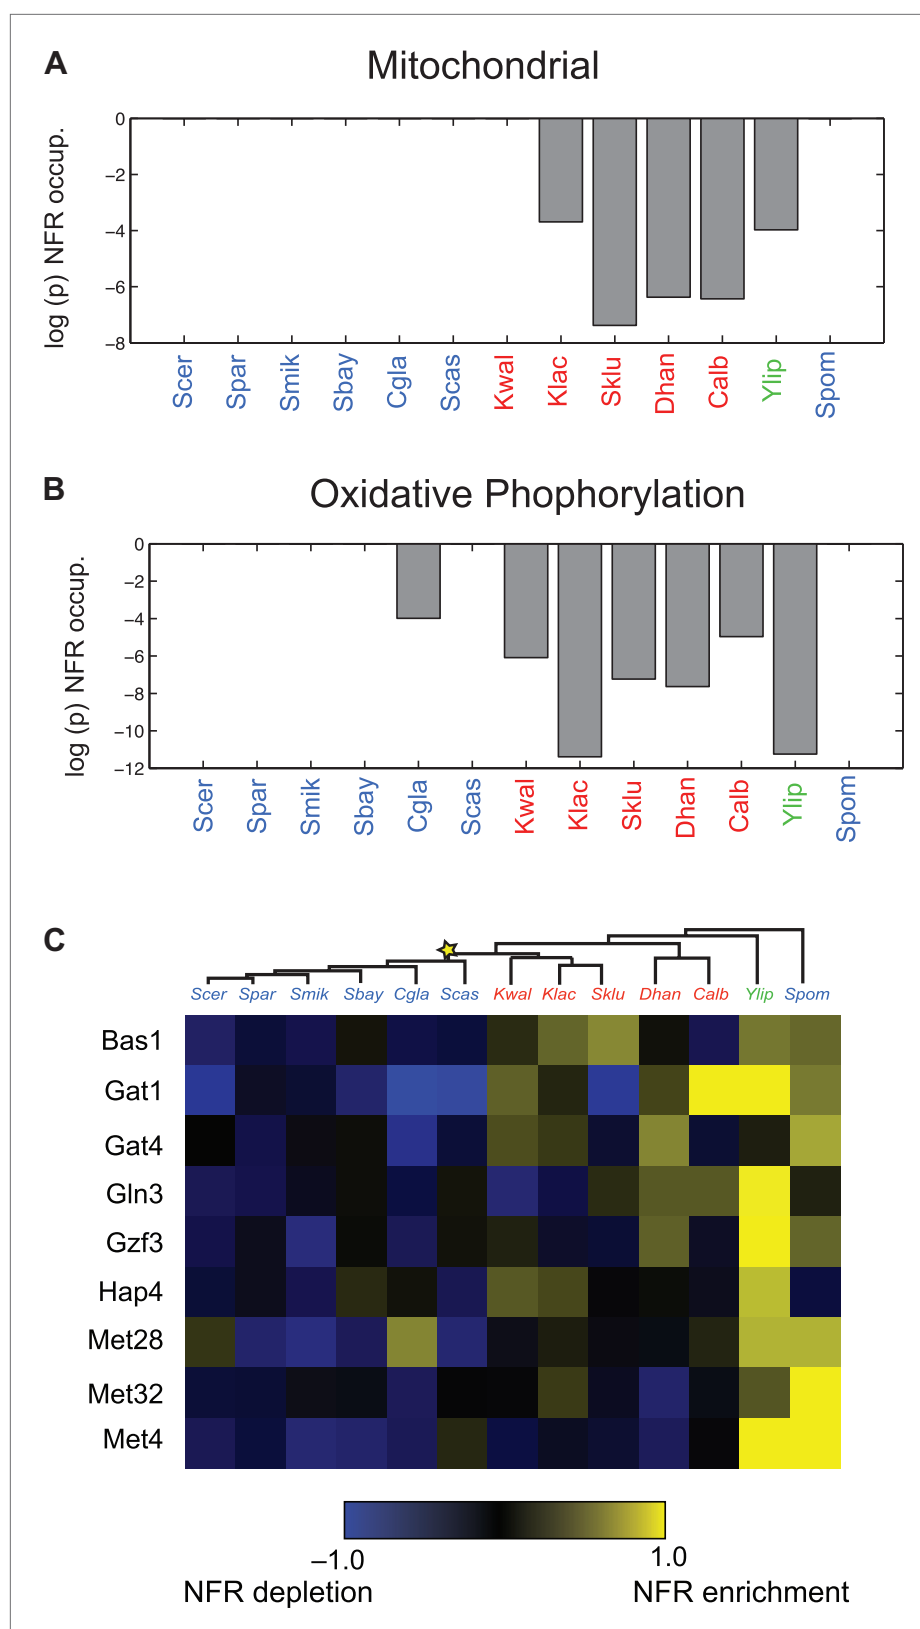 A
Mitochondrial
log (p) NFR occup.
0
−2
−4
−6
−8
Scer Spar Smik Sbay Cgla Scas Kwal Klac Sklu Dhan Calb Ylip Spom
B
Oxidative Phophorylation
log (p) NFR occup.
0
−2
−4
−6
−8
−10
−12
Scer Spar Smik Sbay Cgla Scas Kwal Klac Sklu Dhan Calb Ylip Spom
C
Scer Spar Smik Sbay Cgla Scas Kwal Klac Sklu Dhan Calb Ylip Spom
Bas1
Gat1
Gat4
Gln3
Gzf3
Hap4
Met28
Met32
Met4
–1.0 1.0
NFR depletion NFR enrichment